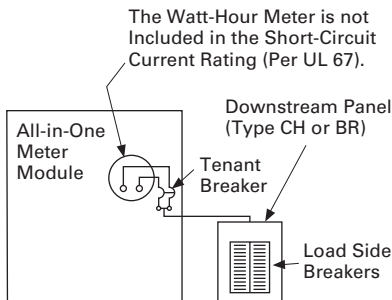 The Watt-Hour Meter is not
Included in the Short-Circuit
Current Rating (Per UL 67).
Downstream Panel
(Type CH or BR)
All-in-One
Meter
Module
Tenant
Breaker
Load Side
Breakers